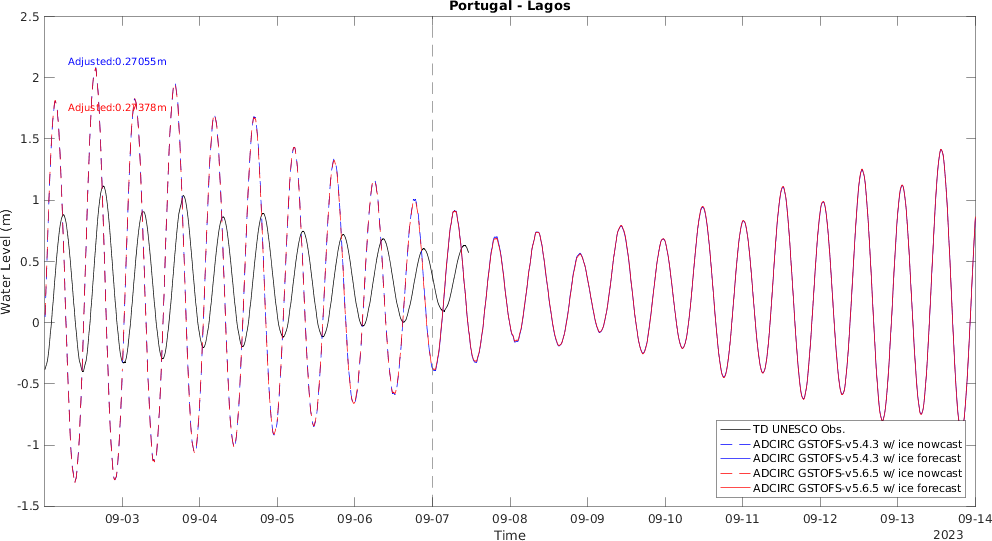 Portugal - Lagos
2.5
2
1.5
1
0.5
0
-0.5
-1
-1.5
Water Level (m)
Adjusted:0.27055m
Adjusted:0.27378m
TD UNESCO Obs.
ADCIRC GSTOFS-v5.4.3 w/ ice nowcast
ADCIRC GSTOFS-v5.4.3 w/ ice forecast
ADCIRC GSTOFS-v5.6.5 w/ ice nowcast
ADCIRC GSTOFS-v5.6.5 w/ ice forecast
09-03 09-04 09-05 09-06 09-07 09-08 09-09 09-10 09-11 09-12 09-13 09-14
Time
2023